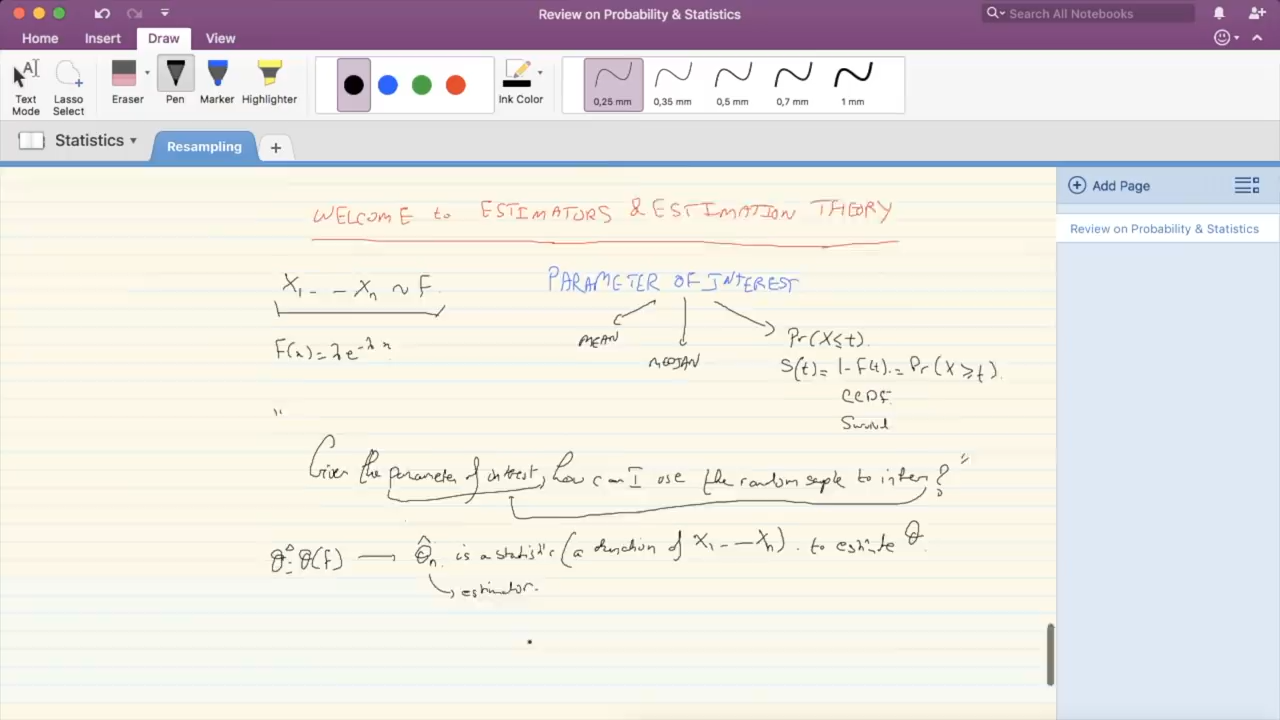 Review on Probability & Statistics
Search All Notebooks
Home Insert Draw View
Text Mode
Lasso Select
Eraser
Pen
Marker
Highlighter
Ink Color
0,25 mm 0,35 mm 0,5 mm 0,7 mm 1 mm
Statistics
Resampling
+
Add Page
Review on Probability & Statistics
WELCOME to ESTIMATORS & ESTIMATION THEORY
X1 - - Xn ~ F
PARAMETER OF INTEREST
MEAN
MEDIAN
Pr(X≤t).
F(x)=λe^-λx
S(t)= 1-F(t).= Pr(X≥t).
CCDF
"
Given the parameter of interest, how can I use the random sample to infer? "
θ ≜ θ(F) — θ̂n is a statistic (a function of X1 - - Xn). to estimate θ.
estimator.